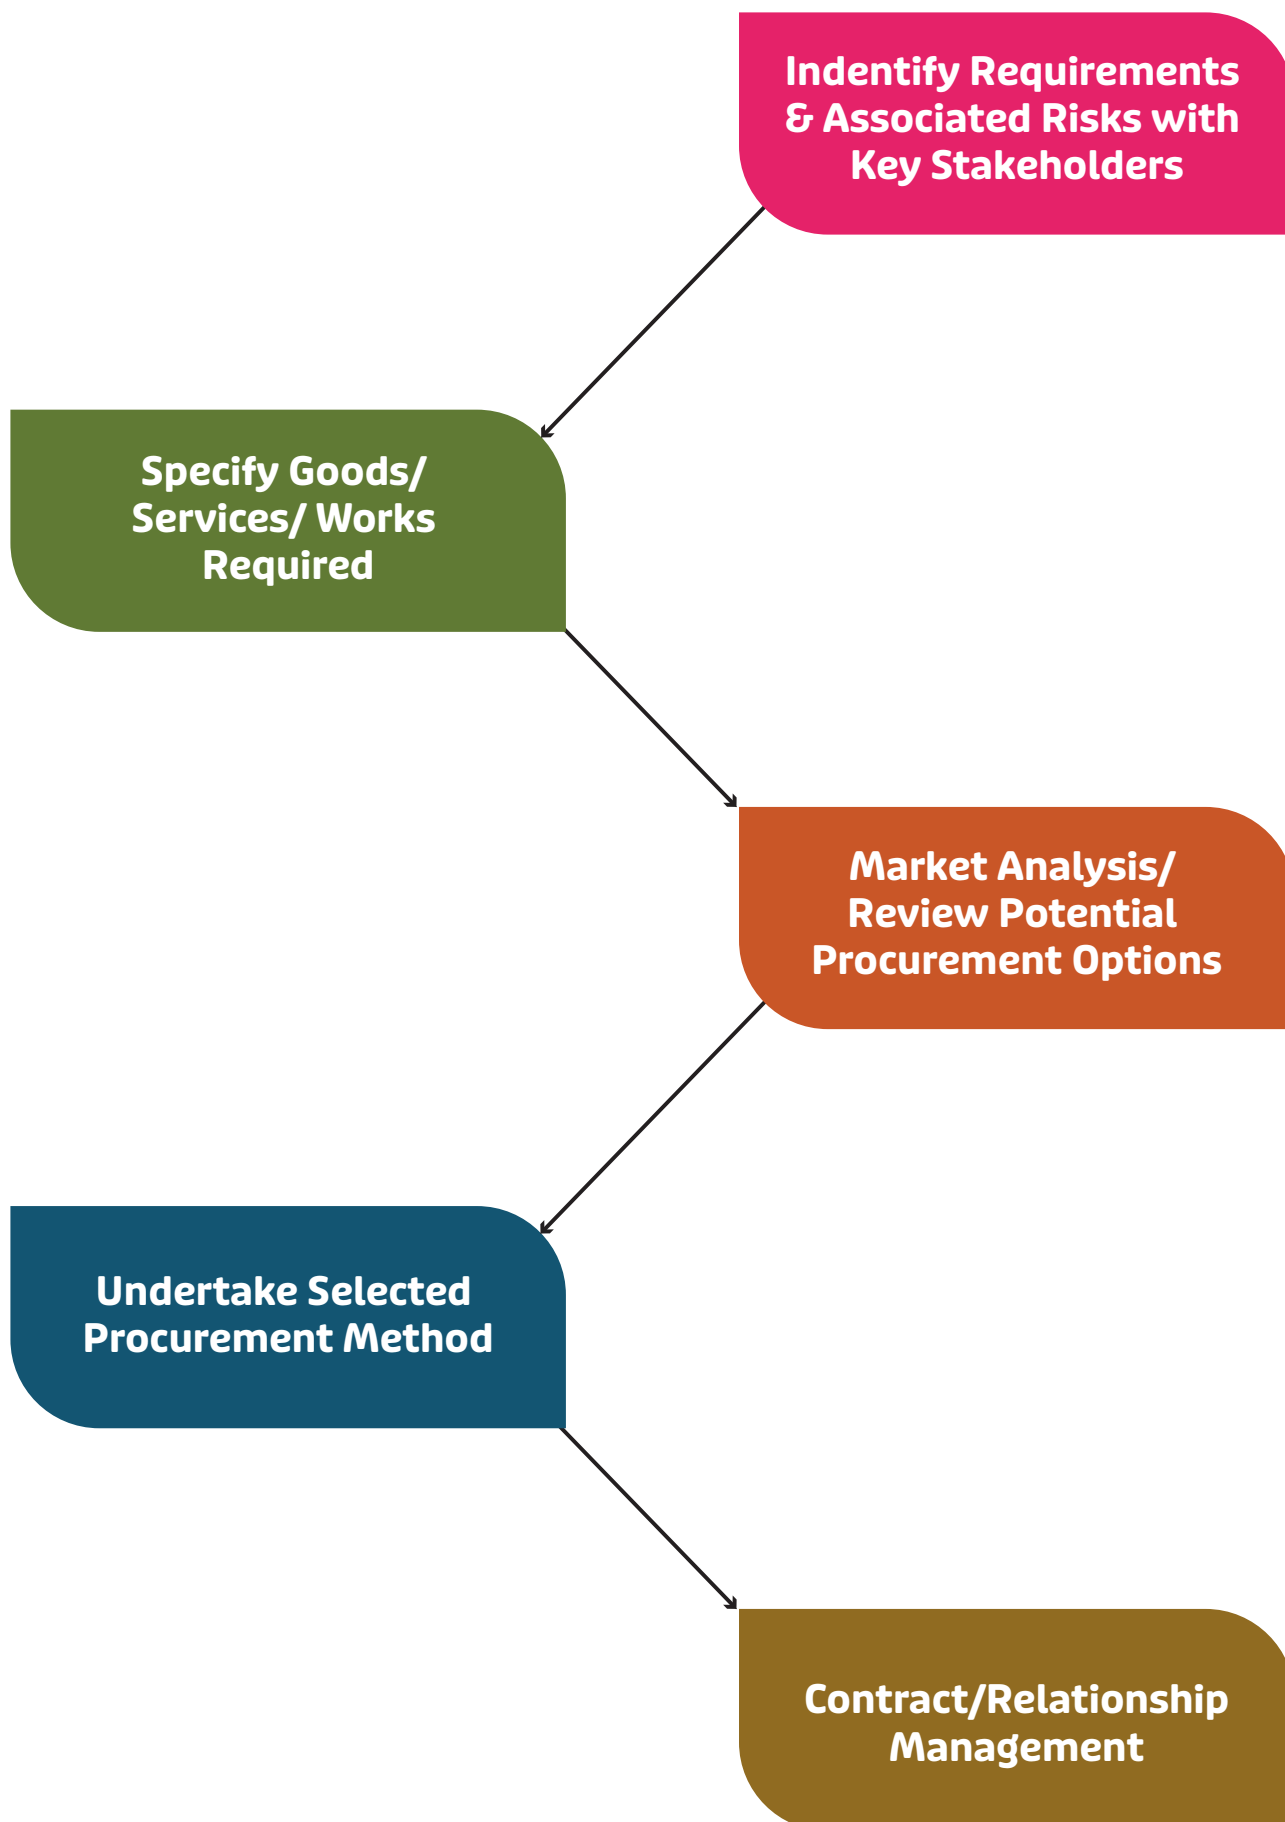 Indentify Requirements
& Associated Risks with
Key Stakeholders
Specify Goods/
Services/ Works
Required
Market Analysis/
Review Potential
Procurement Options
Undertake Selected
Procurement Method
Contract/Relationship
Management